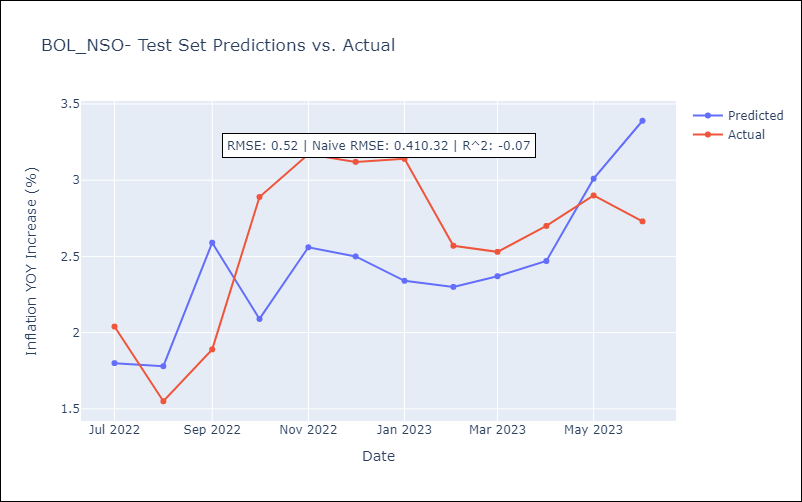 BOL_NSO- Test Set Predictions vs. Actual
3.5
3
2.5
2
1.5
Inflation YOY Increase (%)
RMSE: 0.52 | Naive RMSE: 0.410.32 | R^2: -0.07
Predicted
Actual
Jul 2022 Sep 2022 Nov 2022 Jan 2023 Mar 2023 May 2023
Date